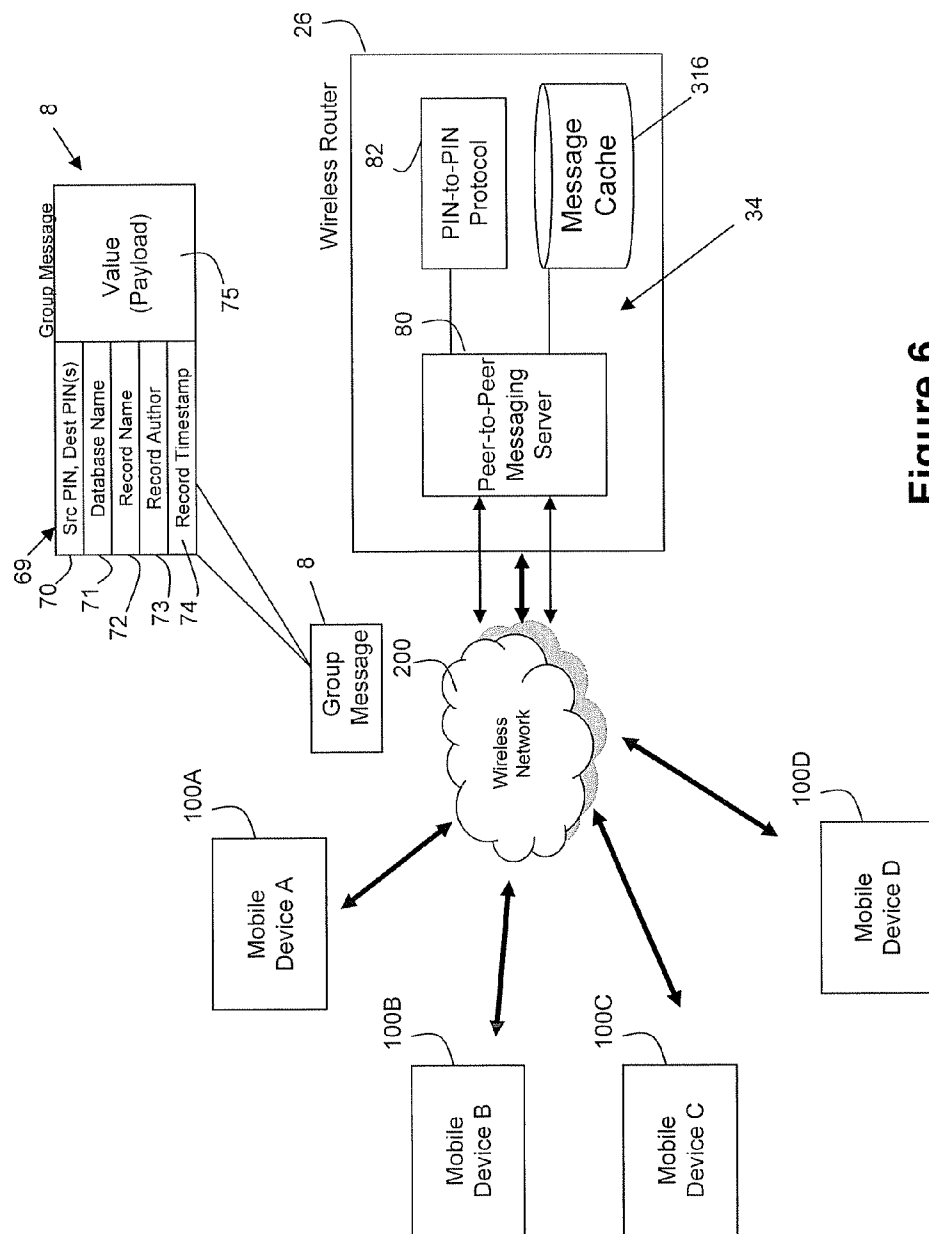 Group Message
8
69
70
71
72
73
74
Src PIN, Dest PIN(s)
Database Name
Record Name
Record Author
Record Timestamp
Value
(Payload)
75
Group
Message
8
Wireless Router
26
Peer-to-Peer
Messaging
Server
80
PIN-to-PIN
Protocol
82
Message
Cache
316
34
Wireless
Network
200
Mobile
Device A
100A
Mobile
Device B
100B
Mobile
Device C
100C
Mobile
Device D
100D
Figure 6